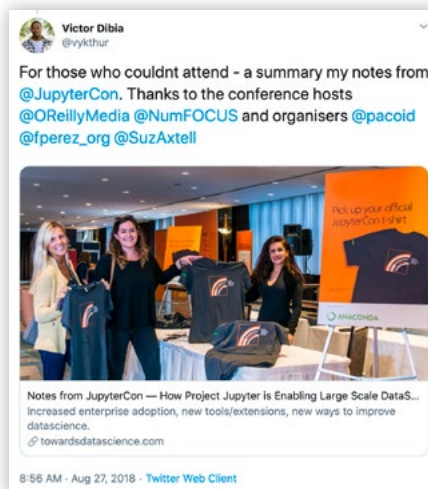 Victor Dibia
@vykthur
For those who couldnt attend - a summary my notes from
@JupyterCon. Thanks to the conference hosts
@OReillyMedia @NumFOCUS and organisers @pacoid
@fperez_org @SuzAxtell
Pick up your official
JupyterCon t-shirt
ANACONDA
Notes from JupyterCon — How Project Jupyter is Enabling Large Scale DataS...
Increased enterprise adoption, new tools/extensions, new ways to improve
datascience.
towardsdatascience.com
8:56 AM · Aug 27, 2018 · Twitter Web Client